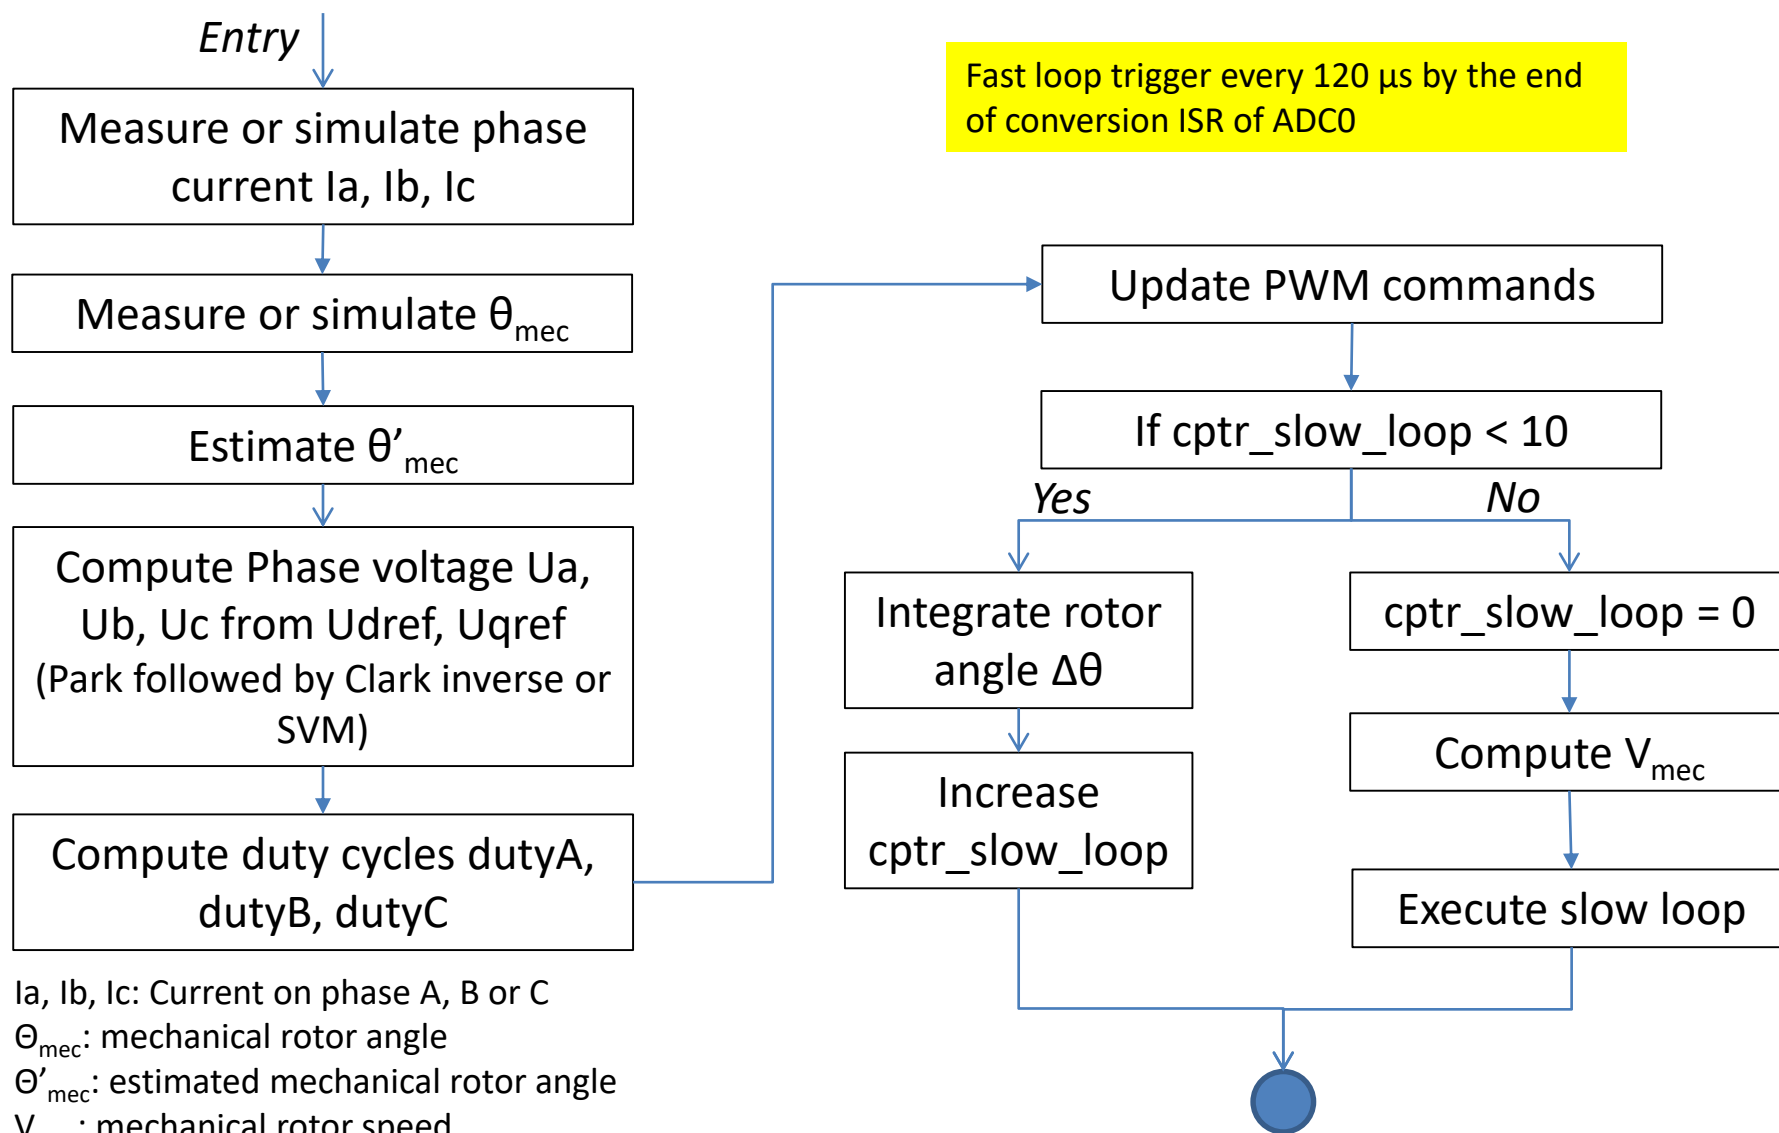 Entry
Measure or simulate phase
current Ia, Ib, Ic
Measure or simulate θmec
Estimate θ’mec
Compute Phase voltage Ua,
Ub, Uc from Udref, Uqref
(Park followed by Clark inverse or
SVM)
Compute duty cycles dutyA,
dutyB, dutyC
Ia, Ib, Ic: Current on phase A, B or C
Θmec: mechanical rotor angle
Θ’mec: estimated mechanical rotor angle
V : mechanical rotor speed
Fast loop trigger every 120 µs by the end
of conversion ISR of ADC0
Update PWM commands
If cptr_slow_loop < 10
Yes
No
Integrate rotor
angle Δθ
Increase
cptr_slow_loop
cptr_slow_loop = 0
Compute Vmec
Execute slow loop